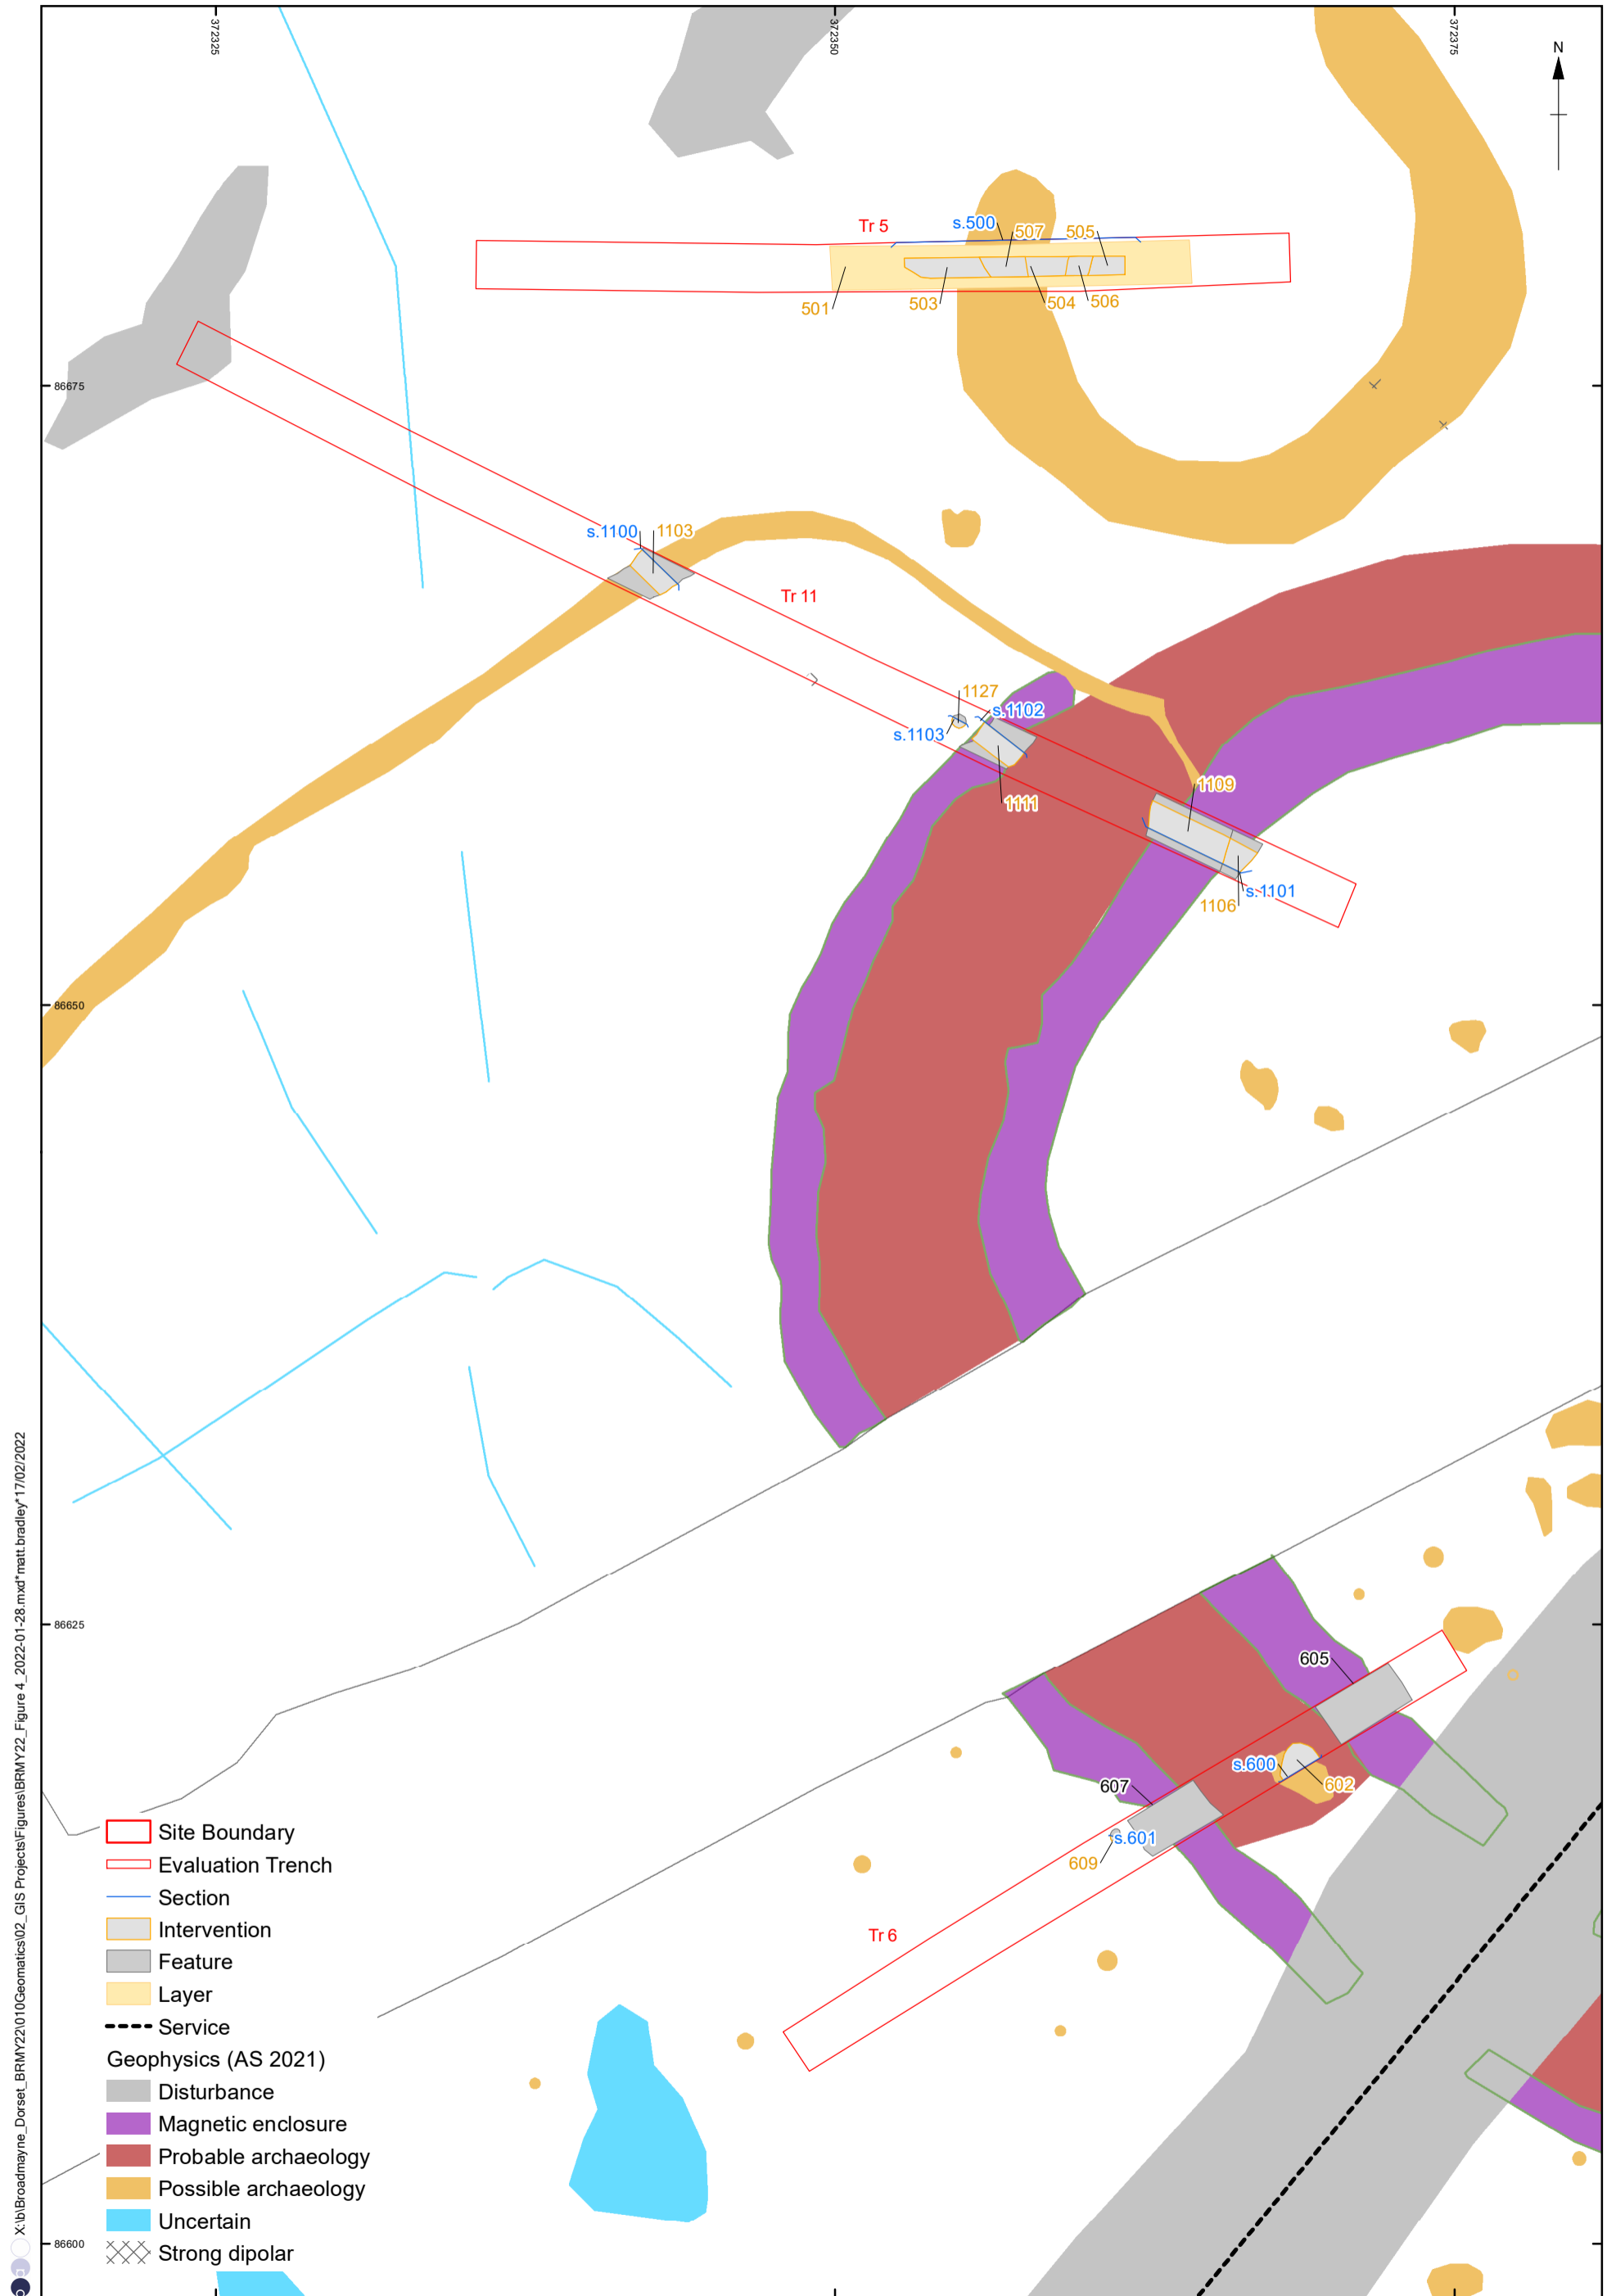 372325
372350
372375
N
Tr 5
s.500
507
505
501
503
504
506
86675
s.1100
1103
Tr 11
1127
s.1102
s.1103
1109
1111
s.1101
1106
86650
86625
605
s.600
602
607
s.601
609
Tr 6
Site Boundary
Evaluation Trench
Section
Intervention
Feature
Layer
Service
Geophysics (AS 2021)
Disturbance
Magnetic enclosure
Probable archaeology
Possible archaeology
Uncertain
Strong dipolar
86600
X:\b\Broadmayne_Dorset_BRMY22\010Geomatics\02_GIS Projects\Figures\BRMY22_Figure 4_2022-01-28.mxd*matt.bradley*17/02/2022